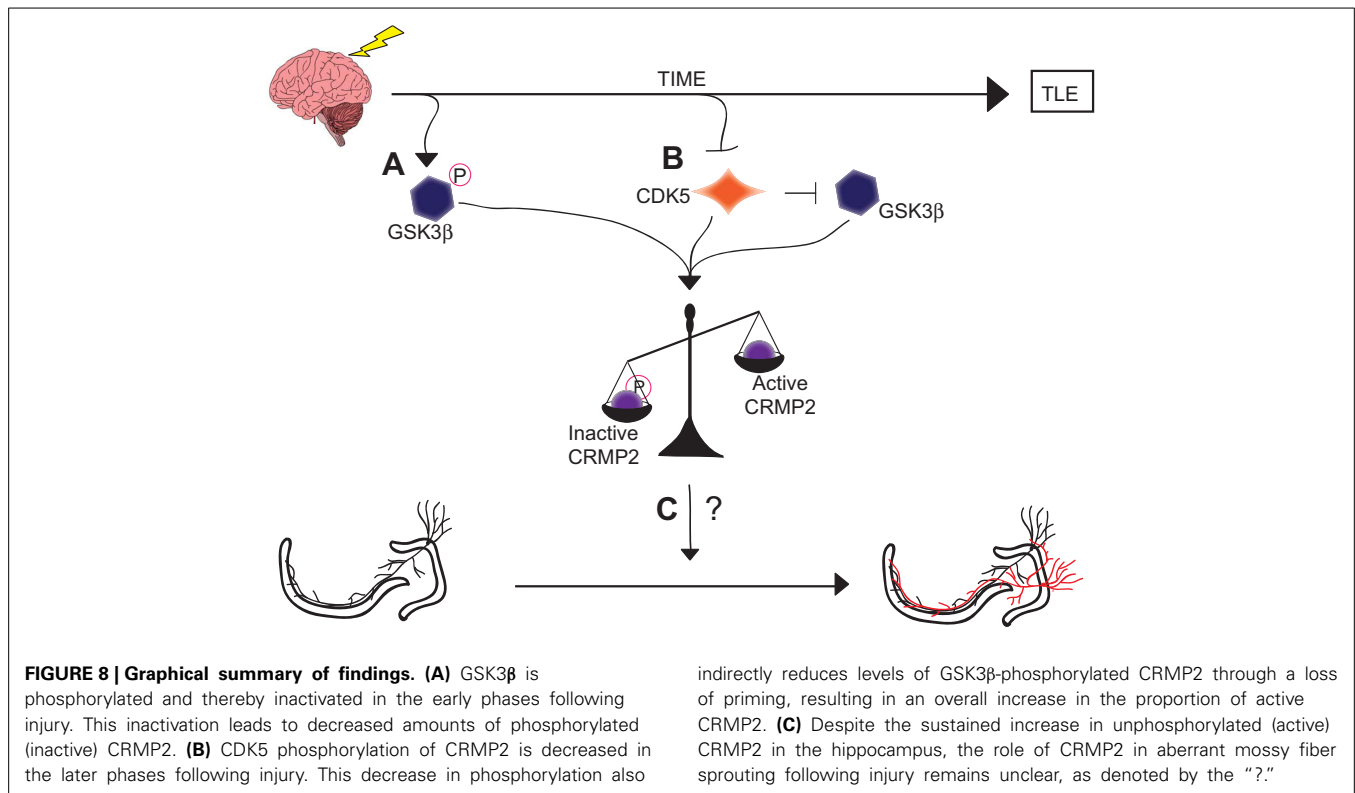 TIME
TLE
A
P
GSK3β
B
CDK5
GSK3β
P
Inactive
CRMP2
Active
CRMP2
C
?
FIGURE 8 | Graphical summary of findings. (A) GSK3β is
phosphorylated and thereby inactivated in the early phases following
injury. This inactivation leads to decreased amounts of phosphorylated
(inactive) CRMP2. (B) CDK5 phosphorylation of CRMP2 is decreased in
the later phases following injury. This decrease in phosphorylation also
indirectly reduces levels of GSK3β-phosphorylated CRMP2 through a loss
of priming, resulting in an overall increase in the proportion of active
CRMP2. (C) Despite the sustained increase in unphosphorylated (active)
CRMP2 in the hippocampus, the role of CRMP2 in aberrant mossy fiber
sprouting following injury remains unclear, as denoted by the “?.”